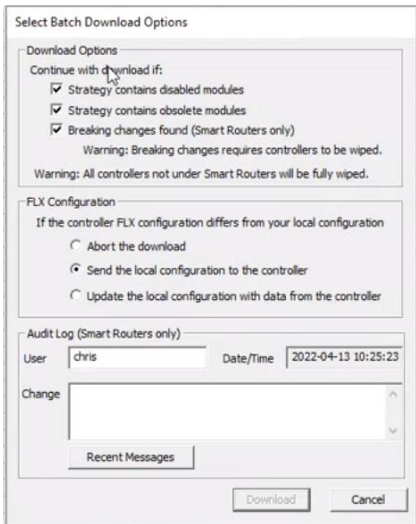 Select Batch Download Options
Download Options
Continue with download if:
Strategy contains disabled modules
Strategy contains obsolete modules
Breaking changes found (Smart Routers only)
Warning: Breaking changes requires controllers to be wiped.
Warning: All controllers not under Smart Routers will be fully wiped.
FLX Configuration
If the controller FLX configuration differs from your local configuration
Abort the download
Send the local configuration to the controller
Update the local configuration with data from the controller
Audit Log (Smart Routers only)
User chris Date/Time 2022-04-13 10:25:23
Change
Recent Messages
Download Cancel